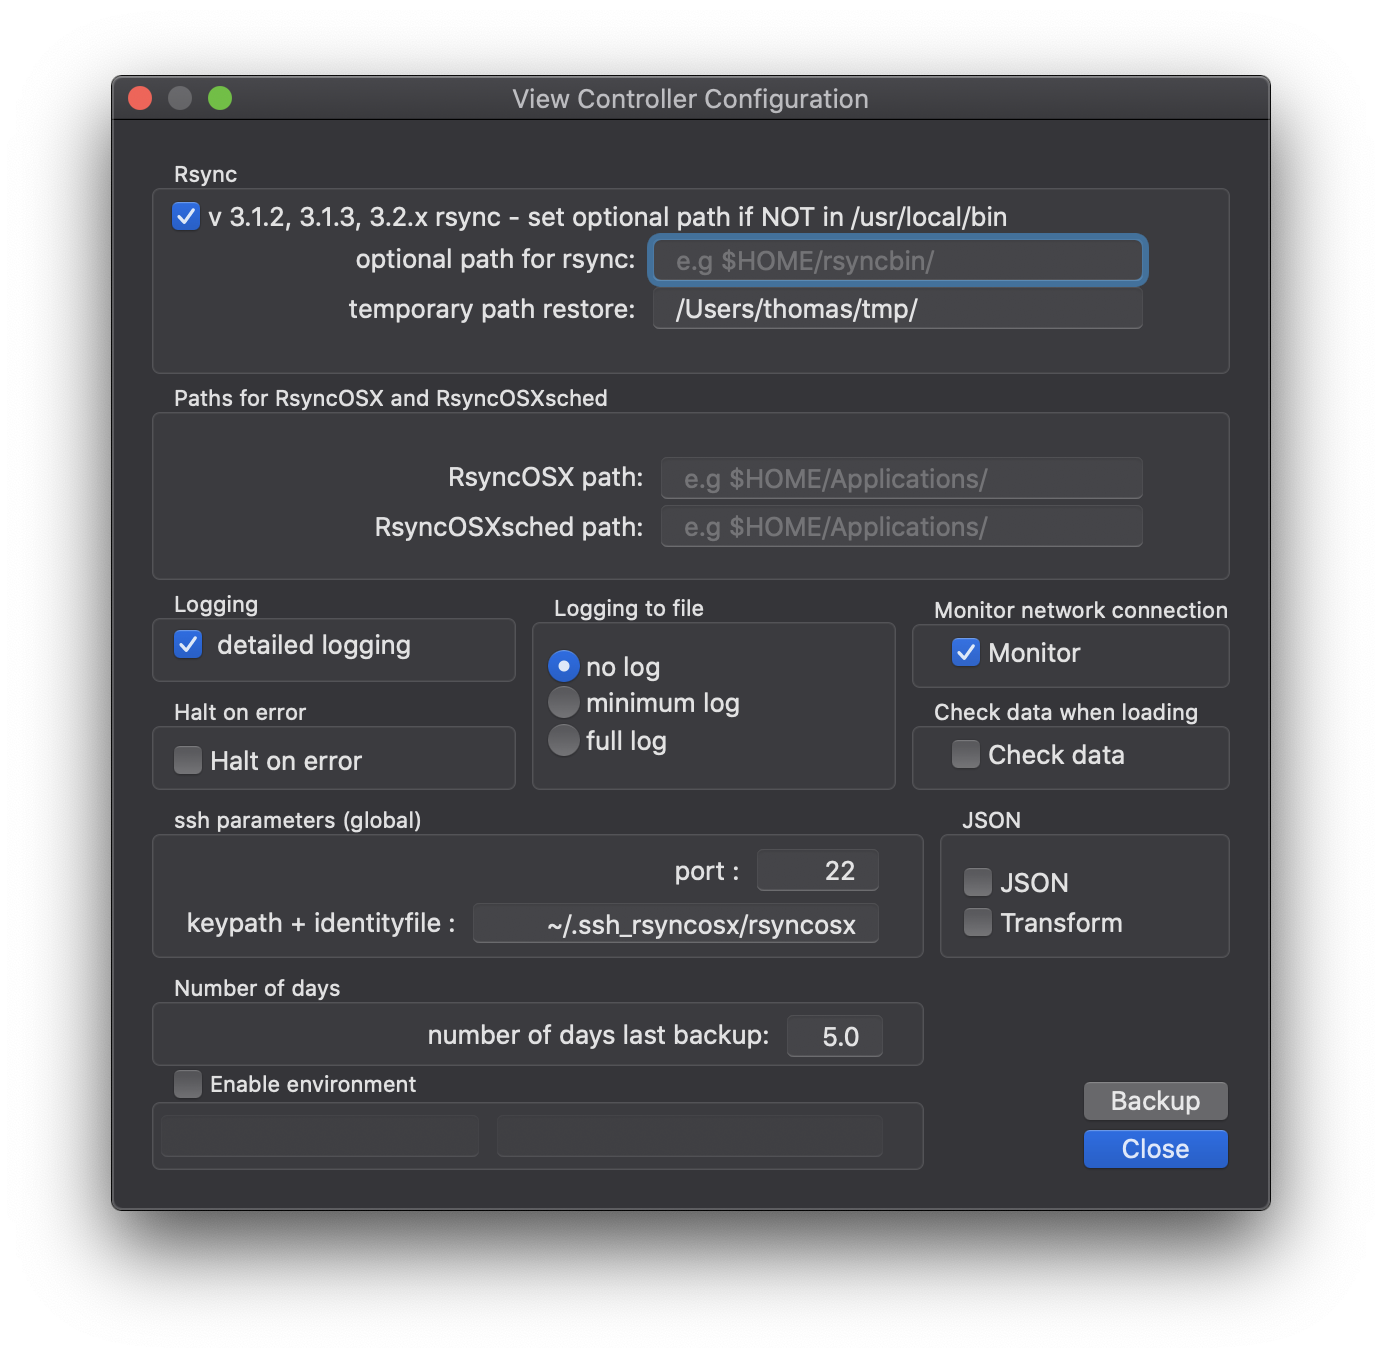 View Controller Configuration
Rsync
v 3.1.2, 3.1.3, 3.2.x rsync - set optional path if NOT in /usr/local/bin
optional path for rsync: e.g $HOME/rsyncbin/
temporary path restore: /Users/thomas/tmp/
Paths for RsyncOSX and RsyncOSXsched
RsyncOSX path: e.g $HOME/Applications/
RsyncOSXsched path: e.g $HOME/Applications/
Logging
detailed logging
Halt on error
Halt on error
Logging to file
no log
minimum log
full log
Monitor network connection
Monitor
Check data when loading
Check data
ssh parameters (global)
port : 22
keypath + identityfile : ~/.ssh_rsyncosx/rsyncosx
JSON
JSON
Transform
Number of days
number of days last backup: 5.0
Enable environment
Backup
Close